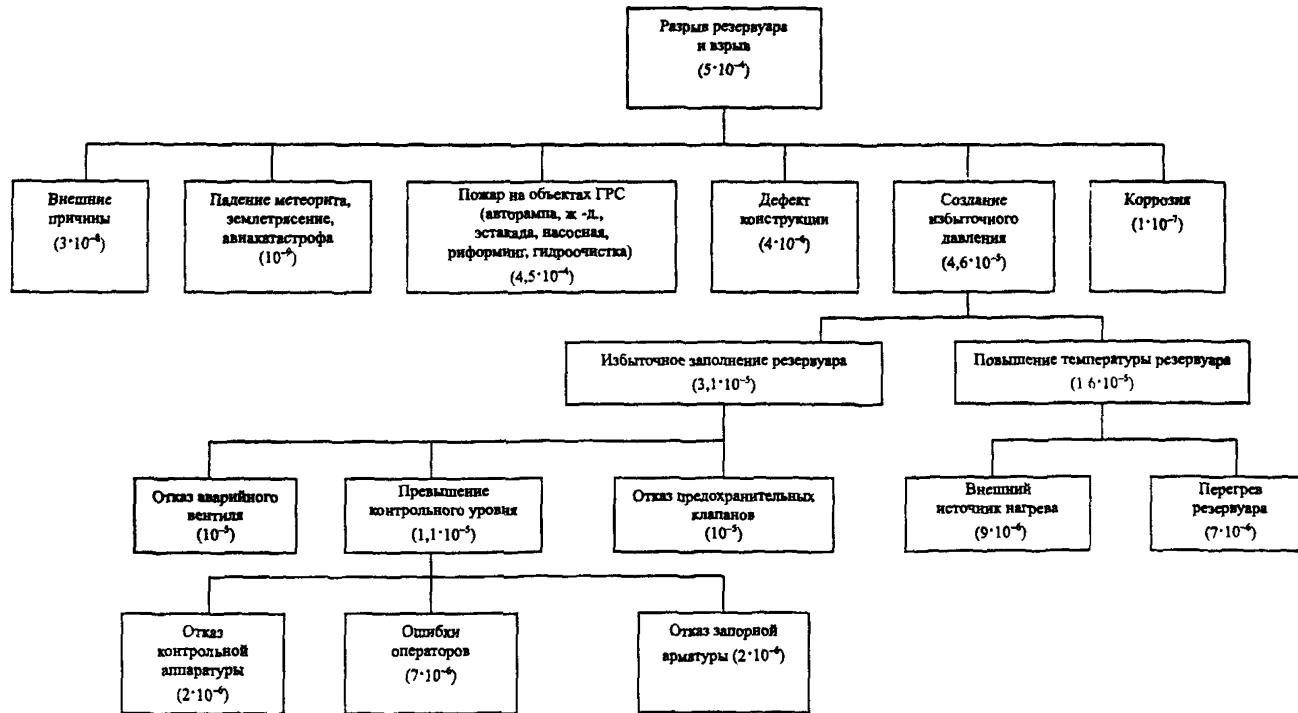 Разрыв резервуара
и взрыв
(5·10⁻⁴)
Внешние
причины
(3·10⁻⁶)
Падение метеорита,
землетрясение,
авиакатастрофа
(10⁻⁹)
Пожар на объектах ГРС
(авторампа, ж -д.,
эстакада, насосная,
риформинг, гидроочистка)
(4,5·10⁻⁴)
Дефект
конструкции
(4·10⁻⁶)
Создание
избыточного
давления
(4,6·10⁻⁵)
Коррозия
(1·10⁻⁷)
Избыточное заполнение резервуара
(3,1·10⁻⁵)
Повышение температуры резервуара
(1 6·10⁻⁵)
Отказ аварийного
вентиля
(10⁻⁵)
Превышение
контрольного уровня
(1,1·10⁻⁵)
Отказ предохранительных
клапанов
(10⁻⁵)
Внешний
источник нагрева
(9·10⁻⁶)
Перегрев
резервуара
(7·10⁻⁶)
Отказ
контрольной
аппаратуры
(2·10⁻⁶)
Ошибки
операторов
(7·10⁻⁶)
Отказ запорной
арматуры (2·10⁻⁶)